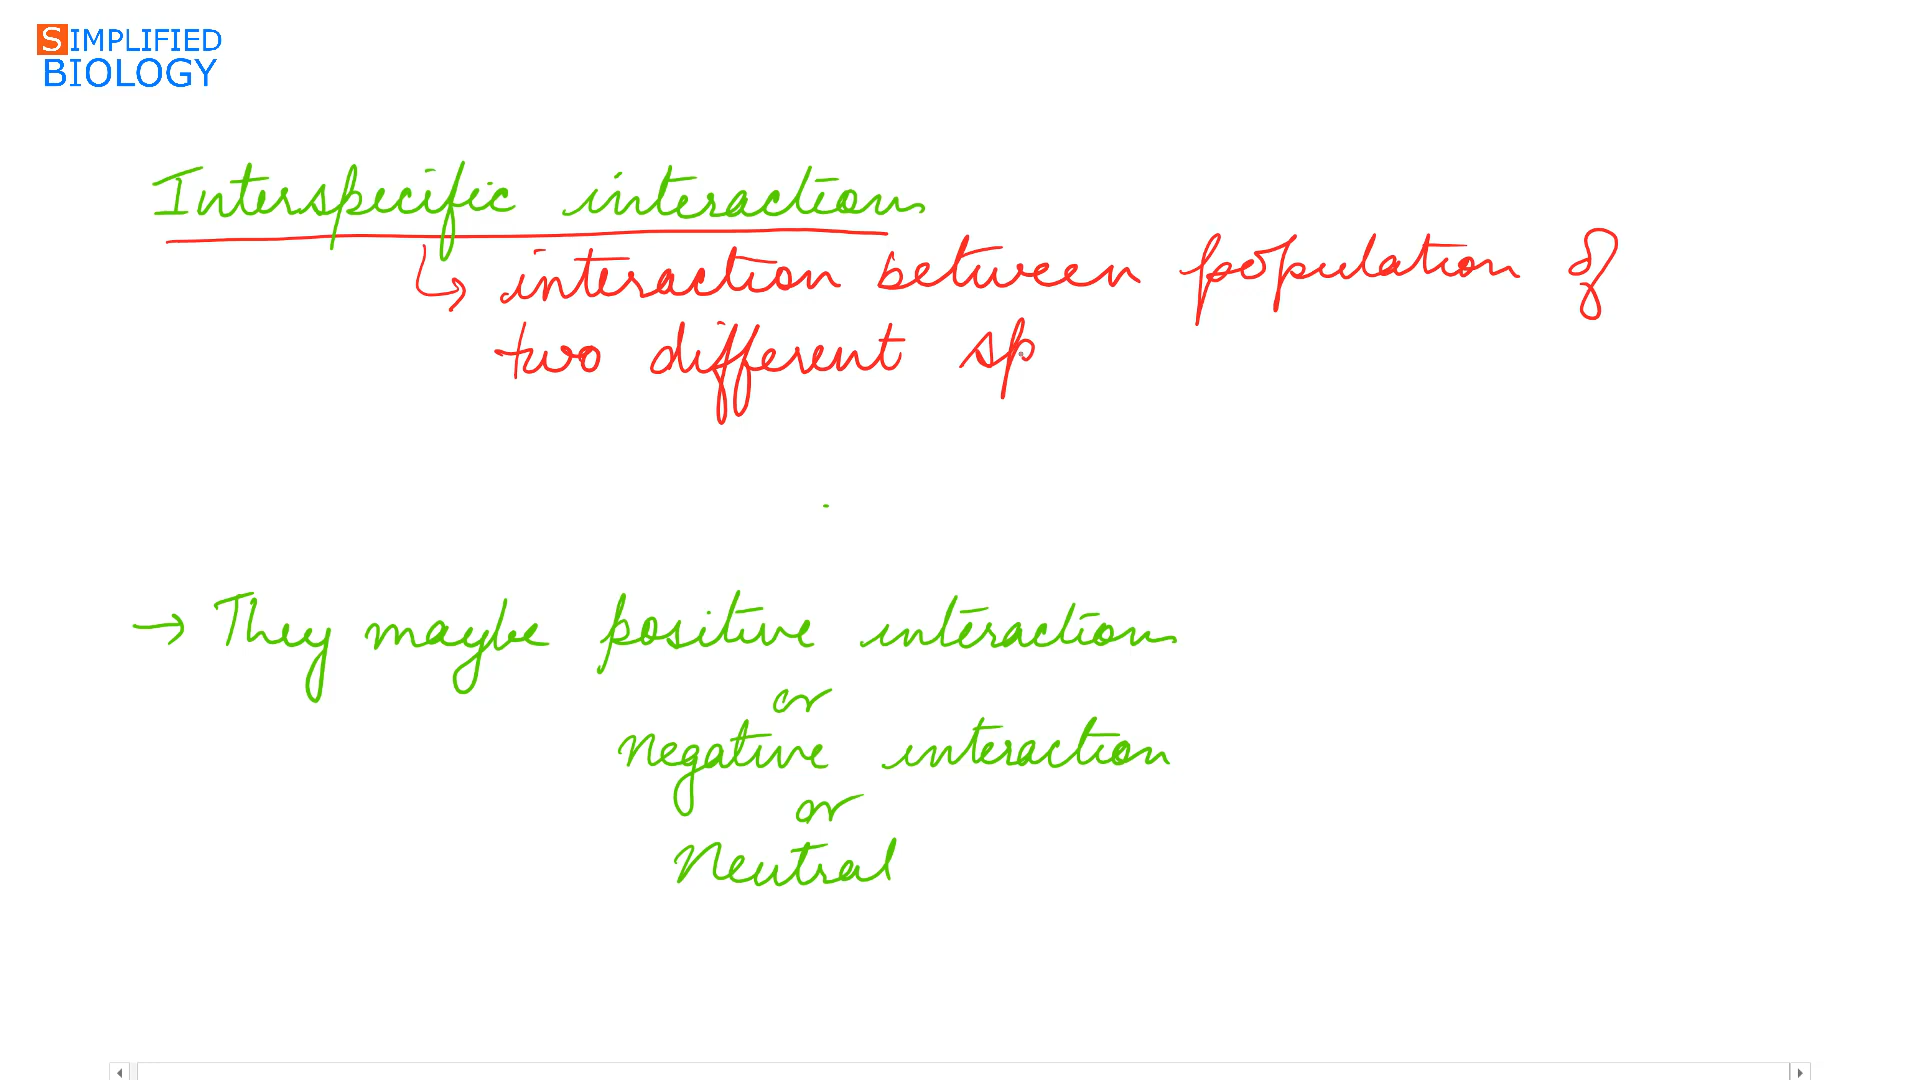 SIMPLIFIED
BIOLOGY
Interspecific interaction
↳ interaction between population of
two different sp
→ They maybe positive interaction
or
negative interaction
or
Neutral